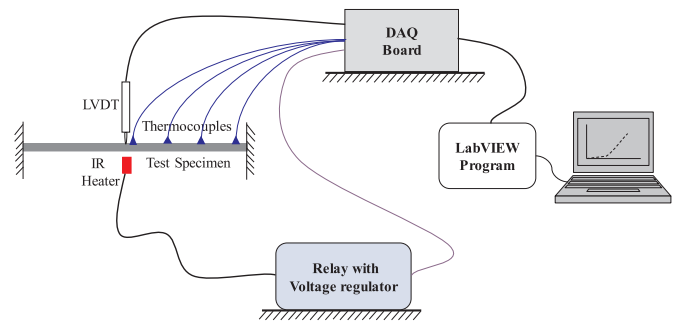 DAQ
Board
LVDT
Thermocouples
LabVIEW
Program
IR
Heater
Test Specimen
Relay with
Voltage regulator